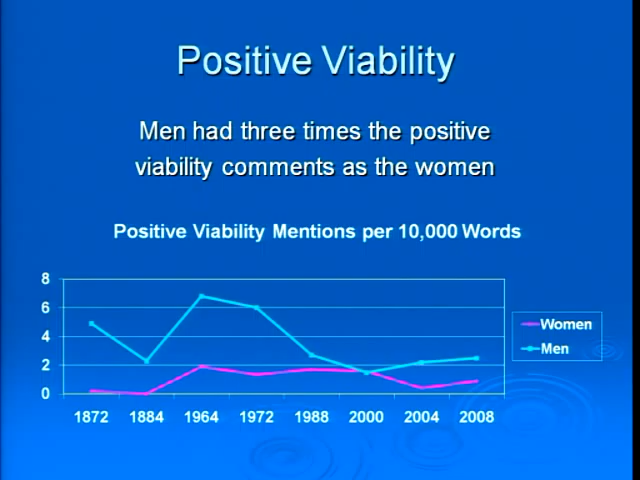 Positive Viability
Men had three times the positive
viability comments as the women
Positive Viability Mentions per 10,000 Words
8
6
4
2
0
1872 1884 1964 1972 1988 2000 2004 2008
Women
Men